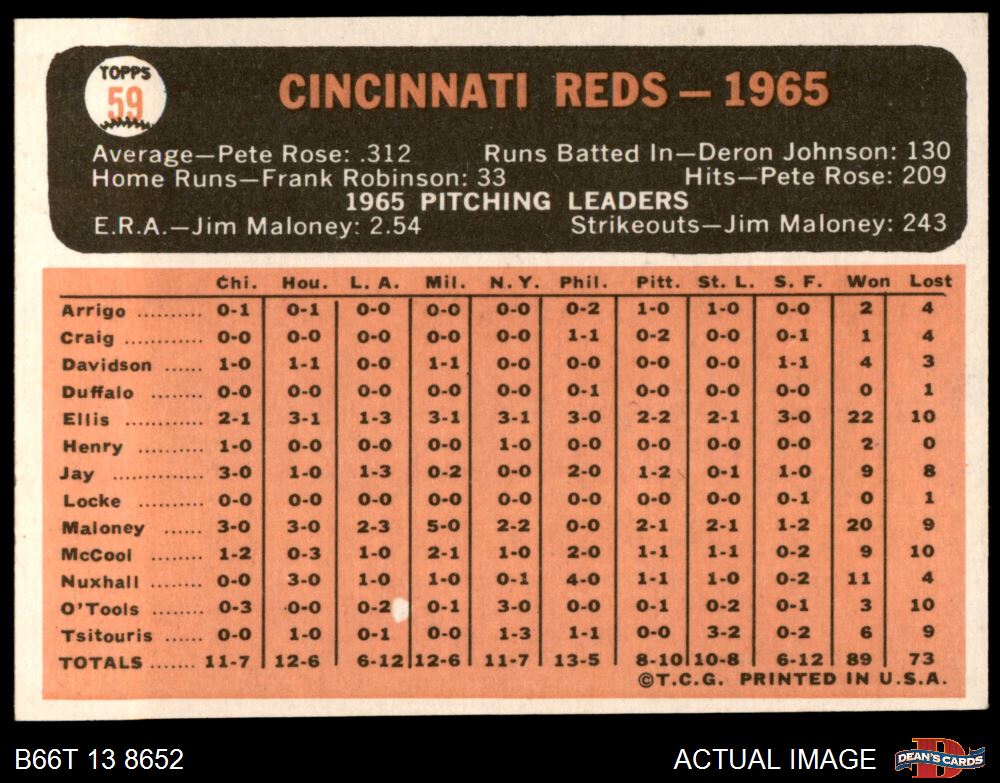 TOPPS
59
CINCINNATI REDS – 1965
Average—Pete Rose: .312 Runs Batted In—Deron Johnson: 130
Home Runs—Frank Robinson: 33 Hits—Pete Rose: 209
1965 PITCHING LEADERS
E.R.A.—Jim Maloney: 2.54 Strikeouts—Jim Maloney: 243
Chi. Hou. L. A. Mil. N. Y. Phil. Pitt. St. L. S. F. Won Lost
Arrigo .......... 0-1 0-1 0-0 0-0 0-0 0-2 1-0 1-0 0-0 2 4
Craig ............ 0-0 0-0 0-0 0-0 0-0 1-1 0-2 0-0 0-1 1 4
Davidson ...... 1-0 1-1 0-0 1-1 0-0 0-0 0-0 0-0 1-1 4 3
Duffalo ........ 0-0 0-0 0-0 0-0 0-0 0-1 0-0 0-0 0-0 0 1
Ellis ............ 2-1 3-1 1-3 3-1 3-1 3-0 2-2 2-1 3-0 22 10
Henry .......... 1-0 0-0 0-0 0-0 1-0 0-0 0-0 0-0 0-0 2 0
Jay .............. 3-0 1-0 1-3 0-2 0-0 2-0 1-2 0-1 1-0 9 8
Locke .......... 0-0 0-0 0-0 0-0 0-0 0-0 0-0 0-0 0-1 0 1
Maloney ...... 3-0 3-0 2-3 5-0 2-2 0-0 2-1 2-1 1-2 20 9
McCool ........ 1-2 0-3 1-0 2-1 1-0 2-0 1-1 1-1 0-2 9 10
Nuxhall ........ 0-0 3-0 1-0 1-0 0-1 4-0 1-1 1-0 0-2 11 4
O'Tools ........ 0-3 0-0 0-2 0-1 3-0 0-0 0-1 0-2 0-1 3 10
Tsitouris ...... 0-0 1-0 0-1 0-0 1-3 1-1 0-0 3-2 0-2 6 9
TOTALS ...... 11-7 12-6 6-12 12-6 11-7 13-5 8-10 10-8 6-12 89 73
©T.C.G. PRINTED IN U.S.A.
B66T 13 8652 ACTUAL IMAGE DEAN'S CARDS